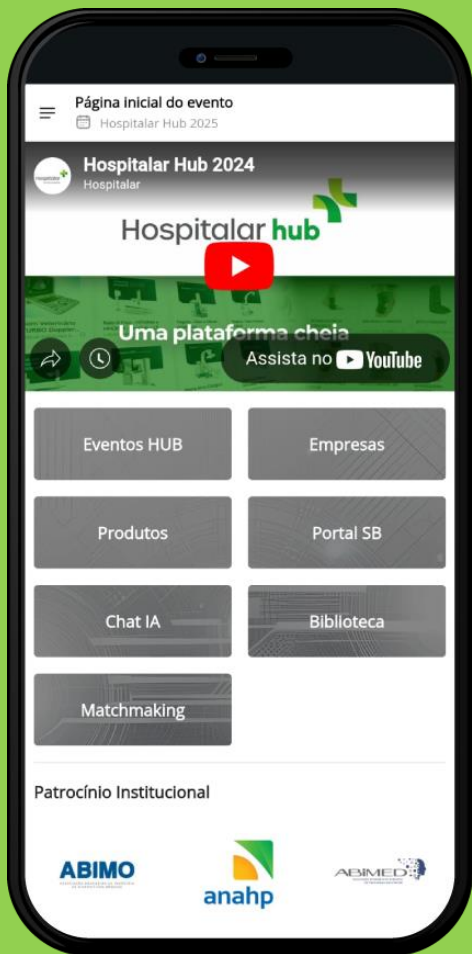 Página inicial do evento
Hospitalar Hub 2025
Hospitalar Hub 2024
Hospitalar
Hospitalar hub
Uma plataforma cheia
Assista no YouTube
Eventos HUB
Empresas
Produtos
Portal SB
Chat IA
Biblioteca
Matchmaking
Patrocínio Institucional
ABIMO
anahp
ABIMED